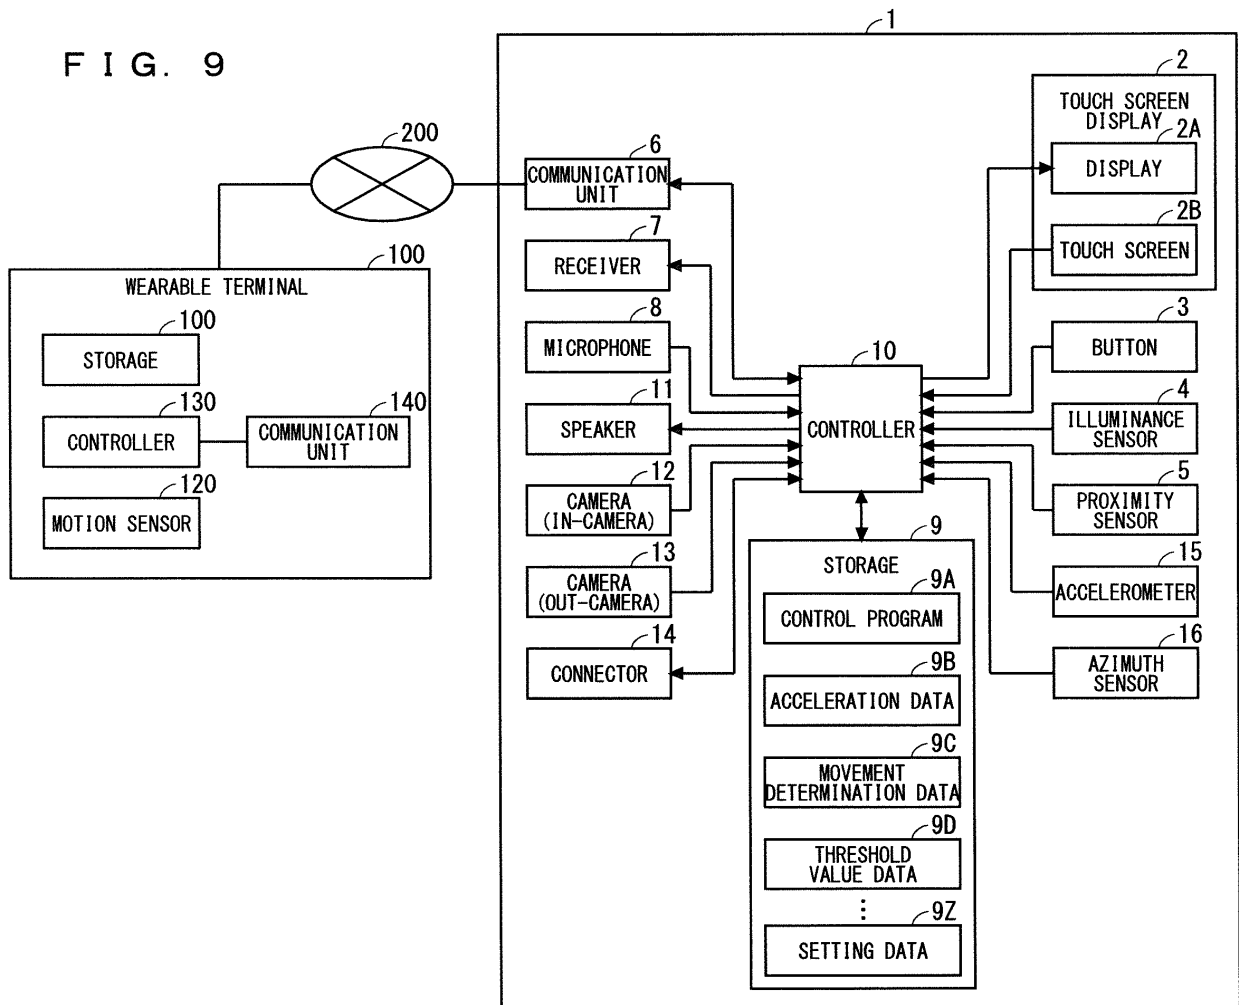 FIG. 9
1
200
100
WEARABLE TERMINAL
100
STORAGE
130
CONTROLLER
140
COMMUNICATION
UNIT
120
MOTION SENSOR
6
COMMUNICATION
UNIT
7
RECEIVER
8
MICROPHONE
11
SPEAKER
12
CAMERA
(IN-CAMERA)
13
CAMERA
(OUT-CAMERA)
14
CONNECTOR
10
CONTROLLER
9
STORAGE
9A
CONTROL PROGRAM
9B
ACCELERATION DATA
9C
MOVEMENT
DETERMINATION DATA
9D
THRESHOLD
VALUE DATA
⋮
9Z
SETTING DATA
2
TOUCH SCREEN
DISPLAY
2A
DISPLAY
2B
TOUCH SCREEN
3
BUTTON
4
ILLUMINANCE
SENSOR
5
PROXIMITY
SENSOR
15
ACCELEROMETER
16
AZIMUTH
SENSOR